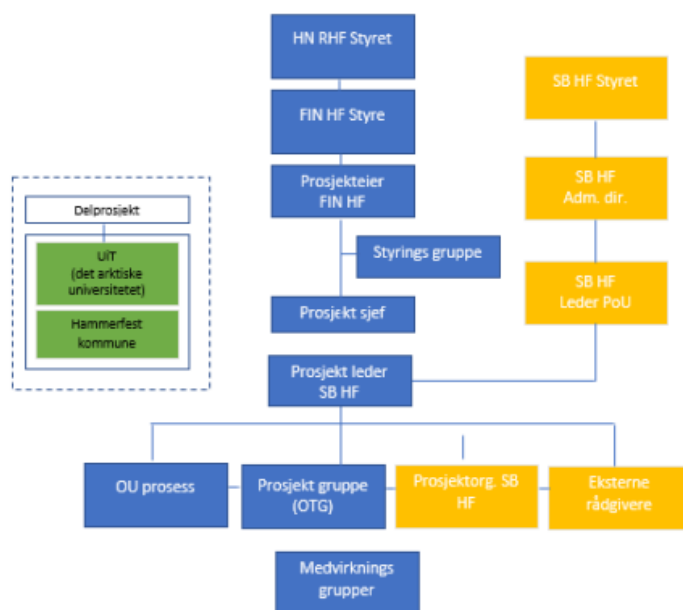 HN RHF Styret
SB HF Styret
FIN HF Styre
Prosjekteier
FIN HF
SB HF
Adm. dir.
Delprosjekt
UiT
(det arktiske
universitetet)
Hammerfest
kommune
Styrings gruppe
SB HF
Leder PoU
Prosjekt sjef
Prosjekt leder
SB HF
OU prosess
Prosjekt gruppe
(OTG)
Prosjektorg. SB
HF
Eksterne
rådgivere
Medvirknings
grupper